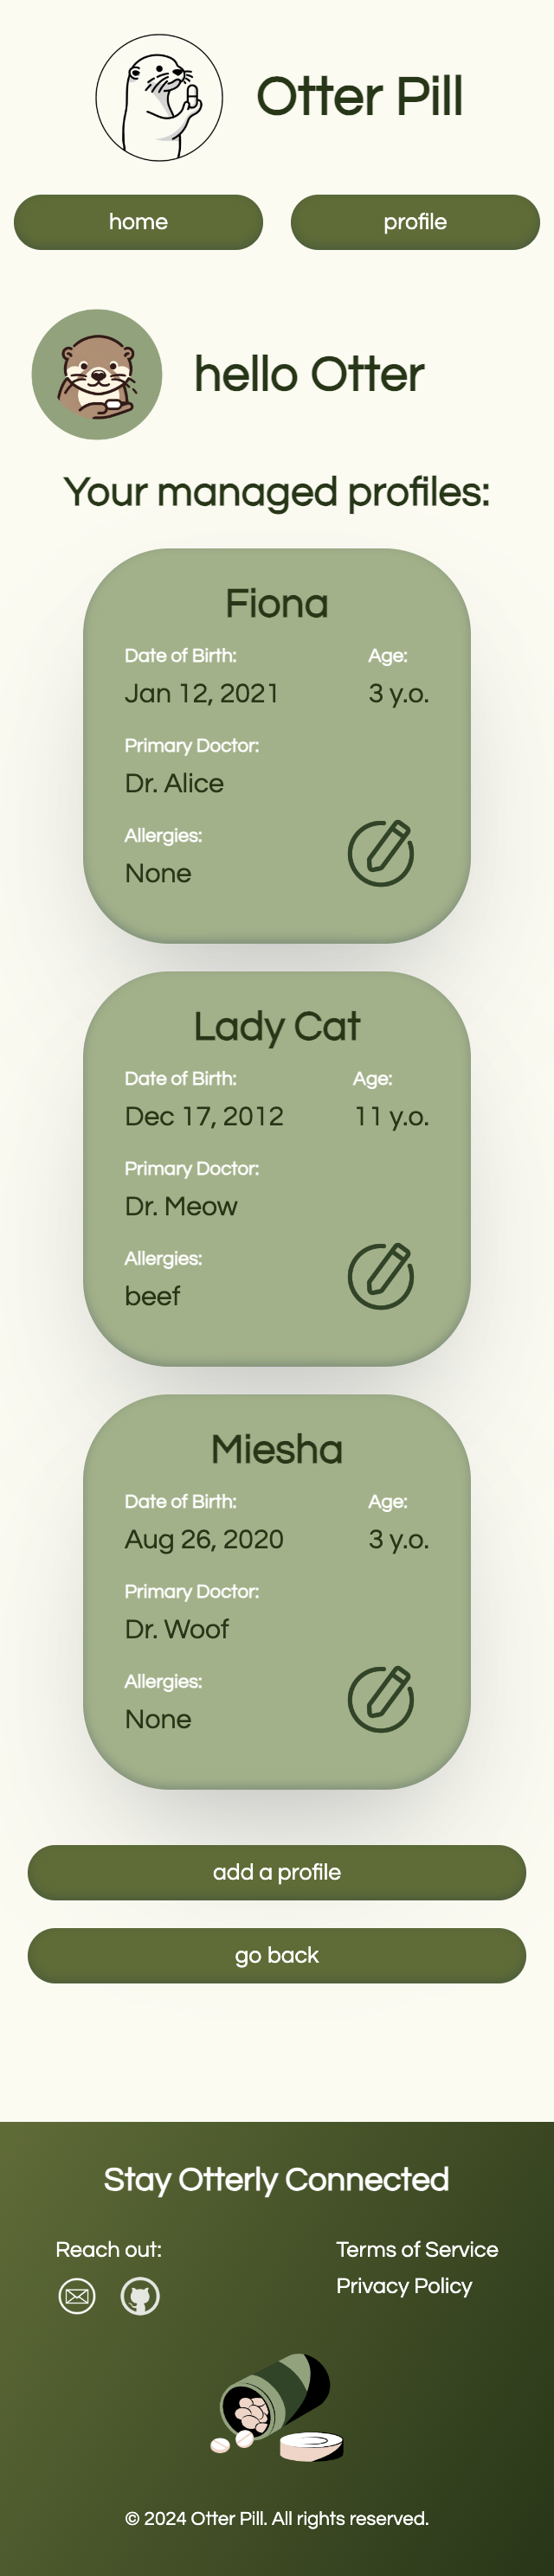 Otter Pill
home
profile
hello Otter
Your managed profiles:
Fiona
Date of Birth:
Age:
Jan 12, 2021
3 y.o.
Primary Doctor:
Dr. Alice
Allergies:
None
Lady Cat
Date of Birth:
Age:
Dec 17, 2012
11 y.o.
Primary Doctor:
Dr. Meow
Allergies:
beef
Miesha
Date of Birth:
Age:
Aug 26, 2020
3 y.o.
Primary Doctor:
Dr. Woof
Allergies:
None
add a profile
go back
Stay Otterly Connected
Reach out:
Terms of Service
Privacy Policy
© 2024 Otter Pill. All rights reserved.